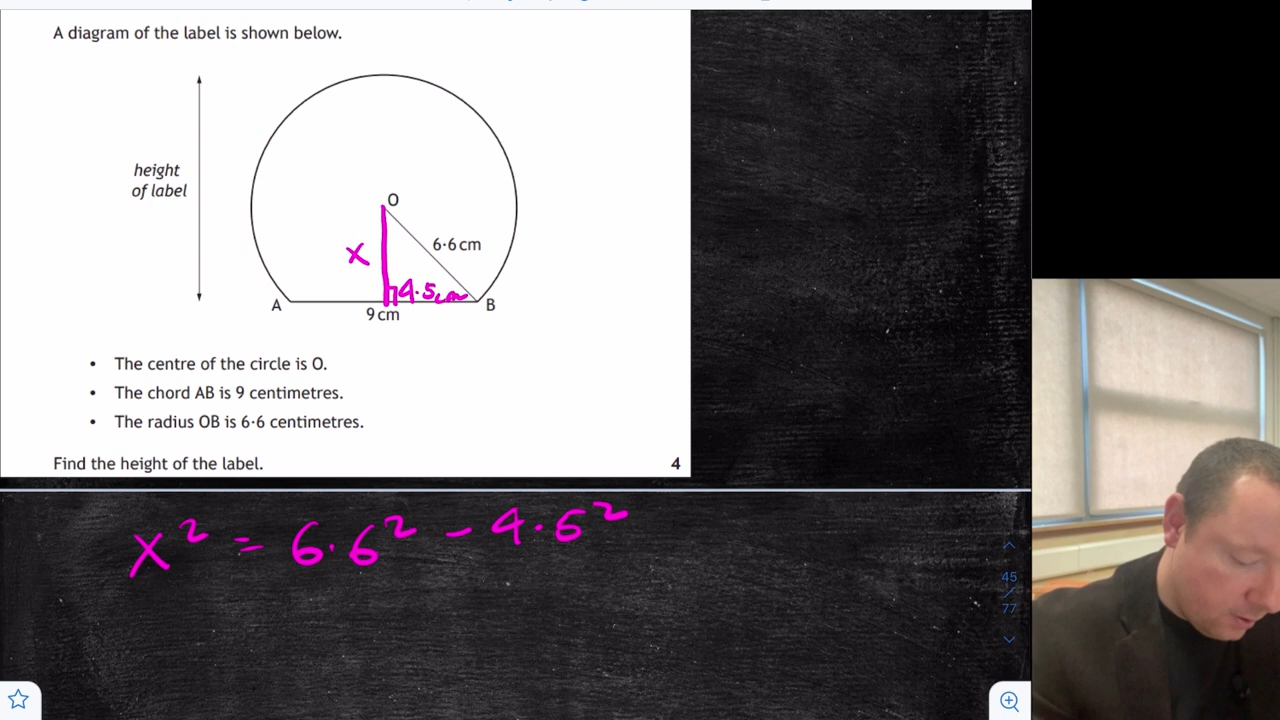 A diagram of the label is shown below.
height
of label
O
x
6·6 cm
4.5cm
A
B
9 cm
• The centre of the circle is O.
• The chord AB is 9 centimetres.
• The radius OB is 6·6 centimetres.
Find the height of the label. 4
x² = 6.6² - 4.5²
45
/
77